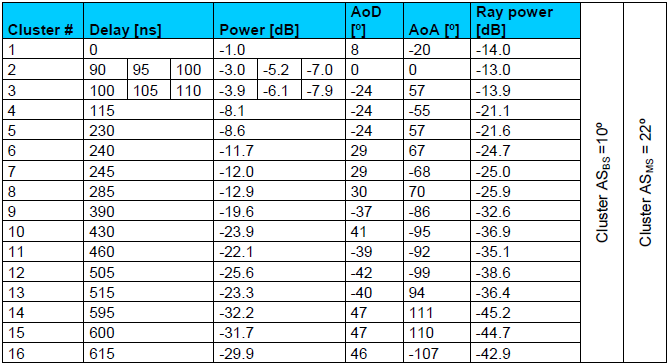 Cluster # Delay [ns] Power [dB] AoD [º] AoA [º] Ray power [dB]
1 0 -1.0 8 -20 -14.0
2 90 95 100 -3.0 -5.2 -7.0 0 0 -13.0
3 100 105 110 -3.9 -6.1 -7.9 -24 57 -13.9
4 115 -8.1 -24 -55 -21.1
5 230 -8.6 -24 57 -21.6
6 240 -11.7 29 67 -24.7
7 245 -12.0 29 -68 -25.0
8 285 -12.9 30 70 -25.9
9 390 -19.6 -37 -86 -32.6
10 430 -23.9 41 -95 -36.9
11 460 -22.1 -39 -92 -35.1
12 505 -25.6 -42 -99 -38.6
13 515 -23.3 -40 94 -36.4
14 595 -32.2 47 111 -45.2
15 600 -31.7 47 110 -44.7
16 615 -29.9 46 -107 -42.9
Cluster ASBS =10º
Cluster ASMS = 22º